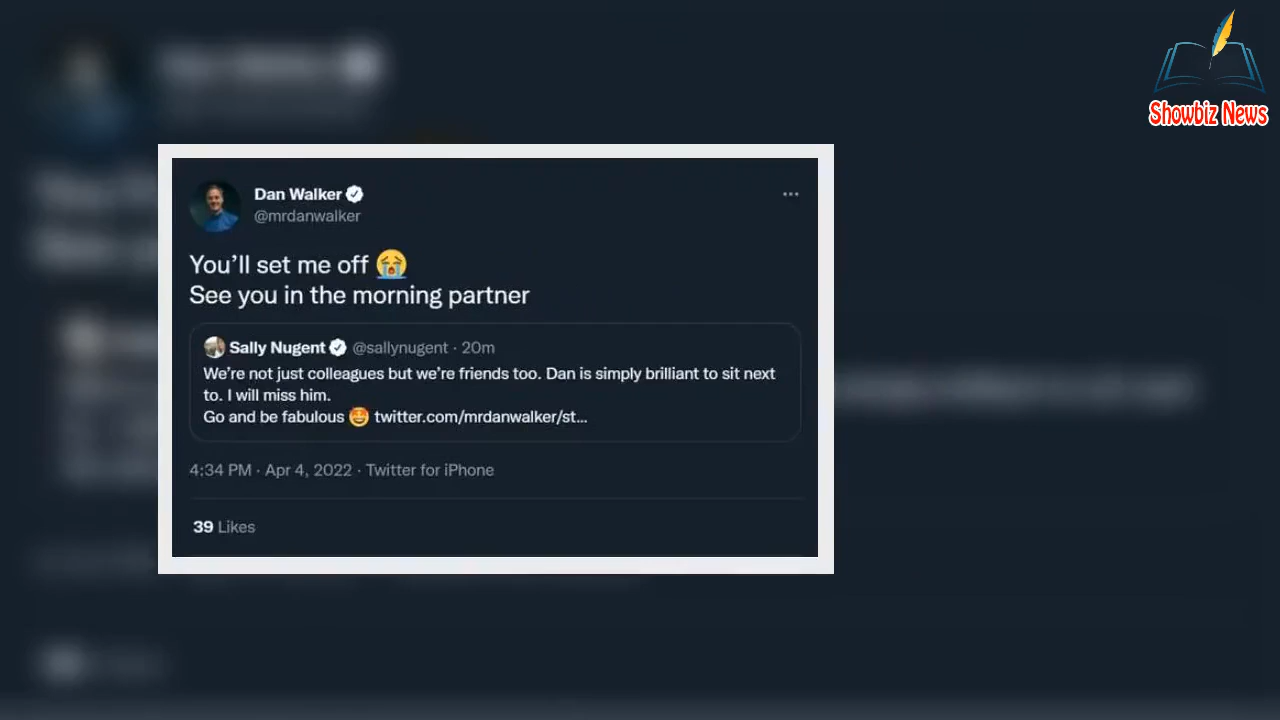 Showbiz News
Dan Walker
@mrdanwalker
You’ll set me off 😭
See you in the morning partner
Sally Nugent @sallynugent · 20m
We’re not just colleagues but we’re friends too. Dan is simply brilliant to sit next
to. I will miss him.
Go and be fabulous 🤩 twitter.com/mrdanwalker/st...
4:34 PM · Apr 4, 2022 · Twitter for iPhone
39 Likes